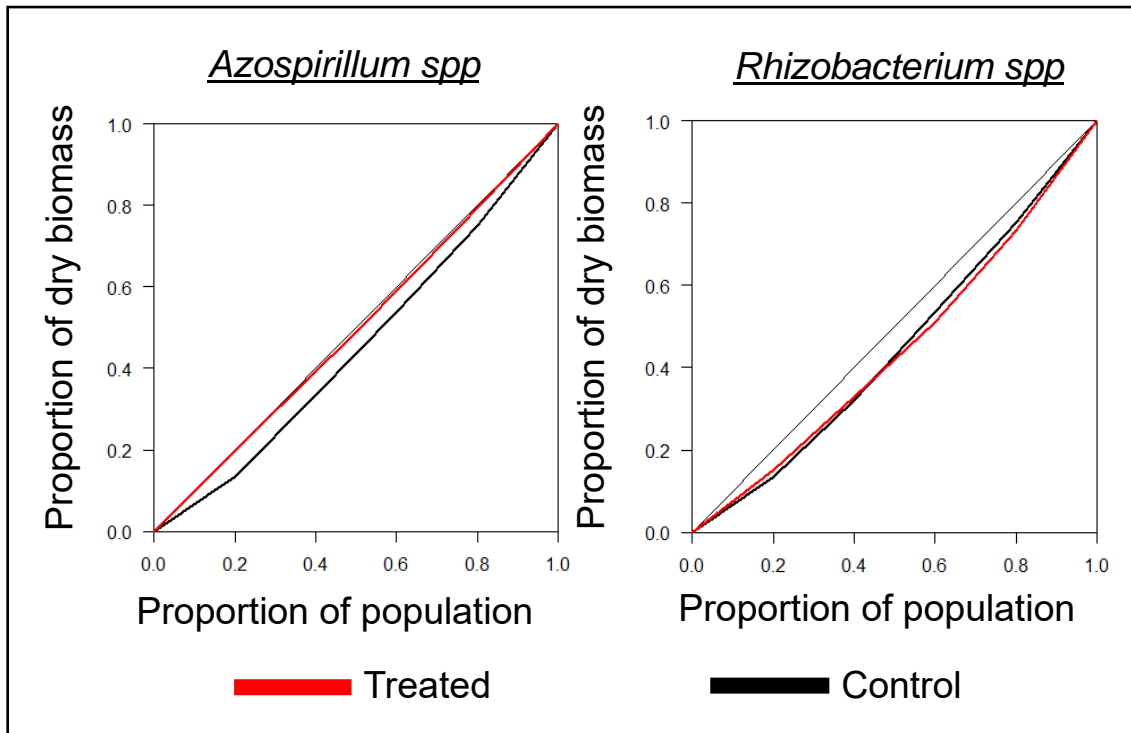 Azospirillum spp
Rhizobacterium spp
Proportion of dry biomass
1.0
0.8
0.6
0.4
0.2
0.0
0.0 0.2 0.4 0.6 0.8 1.0
Proportion of population
Proportion of dry biomass
1.0
0.8
0.6
0.4
0.2
0.0
0.0 0.2 0.4 0.6 0.8 1.0
Proportion of population
Treated
Control